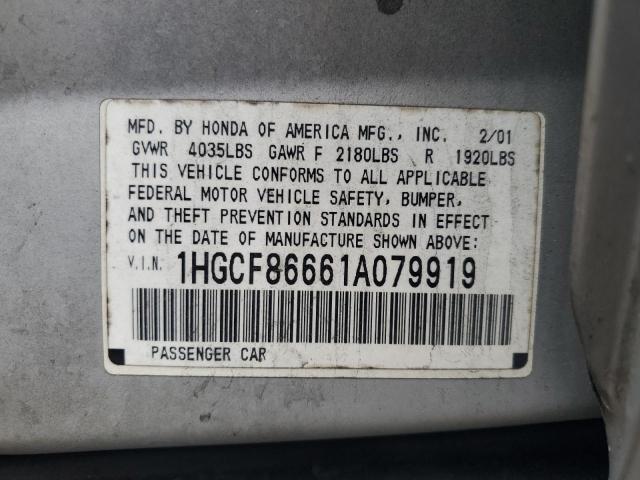 MFD. BY HONDA OF AMERICA MFG., INC. 2/01
GVWR 4035LBS GAWR F 2180LBS R 1920LBS
THIS VEHICLE CONFORMS TO ALL APPLICABLE
FEDERAL MOTOR VEHICLE SAFETY, BUMPER,
AND THEFT PREVENTION STANDARDS IN EFFECT
ON THE DATE OF MANUFACTURE SHOWN ABOVE:
V.I.N. 1HGCF86661A079919
PASSENGER CAR